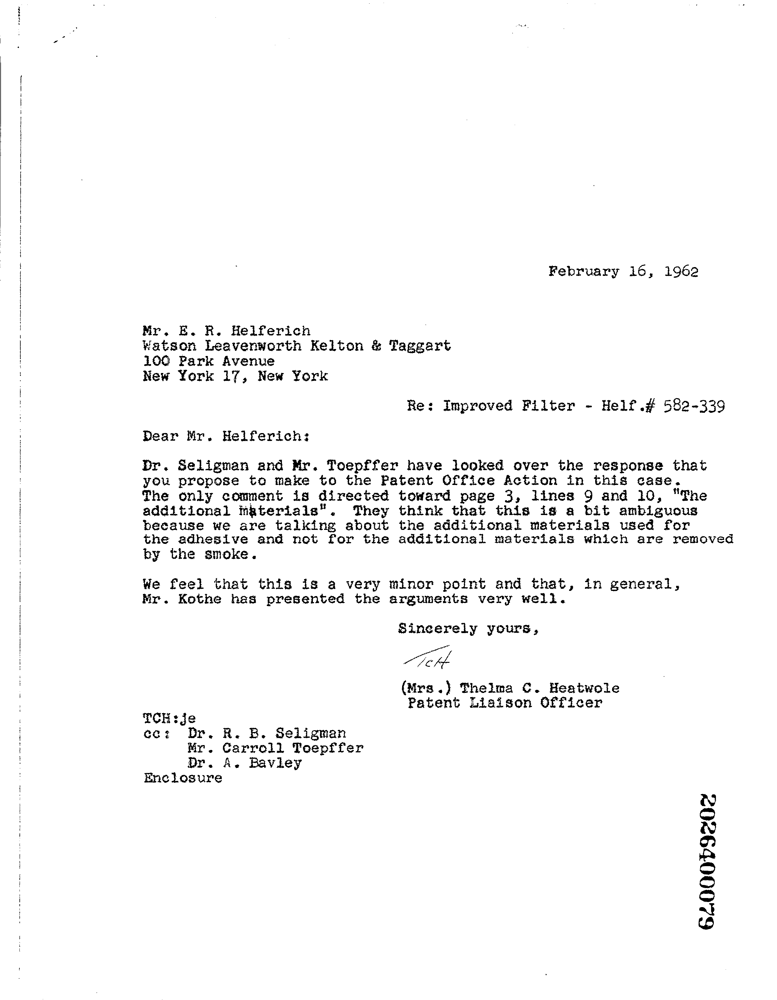 February 16, 1962
Mr. E. R. Helferich
Watson Leavenworth Kelton & Taggart
100 Park Avenue
New York 17, New York
Re: Improved Filter - Helf.# 582-339
Dear Mr. Helferich:
Dr. Seligman and Mr. Toepffer have looked over the response that
you propose to make to the Patent Office Action in this case.
The only comment is directed toward page 3, lines 9 and 10, "The
additional materials". They think that this is a bit ambiguous
because we are talking about the additional materials used for
the adhesive and not for the additional materials which are removed
by the smoke.
We feel that this is a very minor point and that, in general,
Mr. Kothe has presented the arguments very well.
Sincerely yours,
TCH
(Mrs.) Thelma C. Heatwole
Patent Liaison Officer
TCH:je
cc: Dr. R. B. Seligman
Mr. Carroll Toepffer
Dr. A. Bavley
Enclosure
2026400079